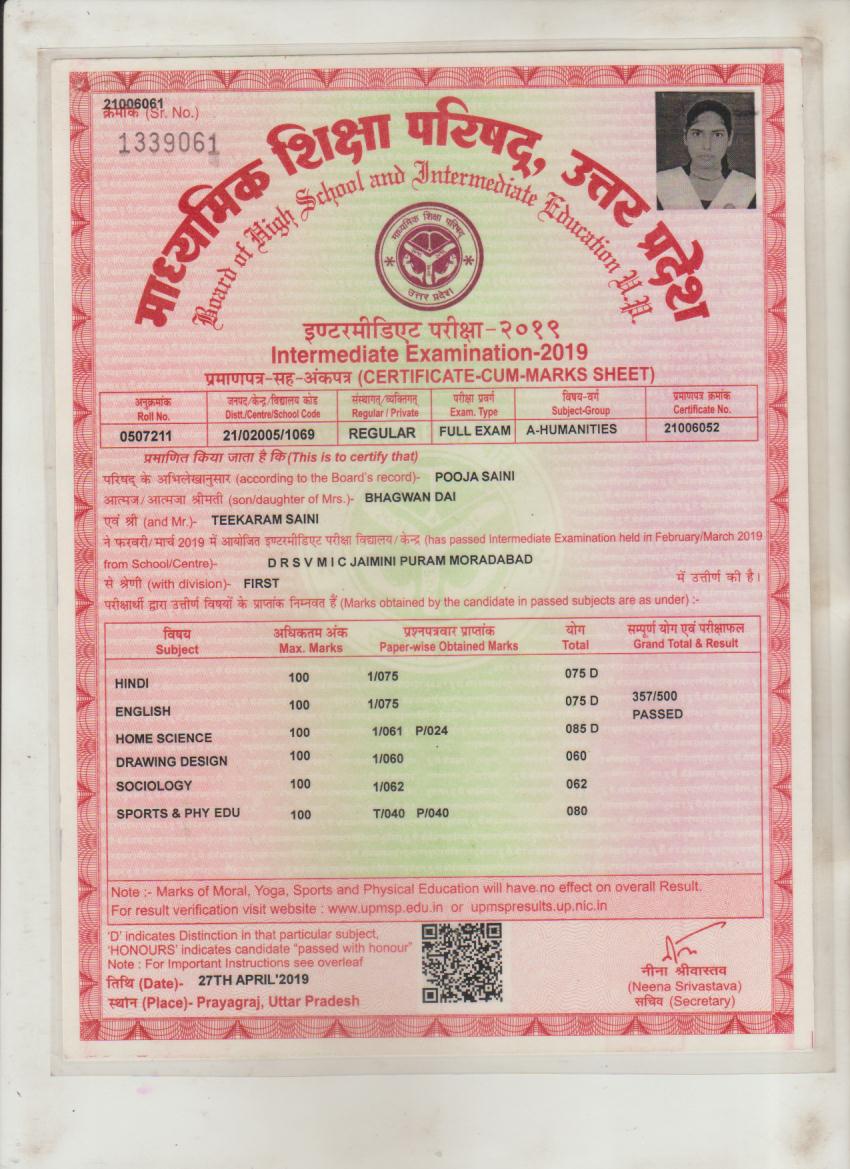 21006061
क्रमांक (Sr. No.)
1339061
माध्यमिक शिक्षा परिषद्, उत्तर प्रदेश
Board of High School and Intermediate Education U.P.
माध्यमिक शिक्षा परिषद्
उत्तर प्रदेश
इण्टरमीडिएट परीक्षा-२०१९
Intermediate Examination-2019
प्रमाणपत्र-सह-अंकपत्र (CERTIFICATE-CUM-MARKS SHEET)
अनुक्रमांक जनपद/केन्द्र/विद्यालय कोड संस्थागत/व्यक्तिगत् परीक्षा प्रवर्ग विषय-वर्ग प्रमाणपत्र क्रमांक
Roll No. Distt./Centre/School Code Regular / Private Exam. Type Subject-Group Certificate No.
0507211 21/02005/1069 REGULAR FULL EXAM A-HUMANITIES 21006052
प्रमाणित किया जाता है कि (This is to certify that)
परिषद् के अभिलेखानुसार (according to the Board's record)- POOJA SAINI
आत्मज/आत्मजा श्रीमती (son/daughter of Mrs.)- BHAGWAN DAI
एवं श्री (and Mr.)- TEEKARAM SAINI
ने फरवरी/मार्च 2019 में आयोजित इण्टरमीडिएट परीक्षा विद्यालय/केन्द्र (has passed Intermediate Examination held in February/March 2019
from School/Centre)- D R S V M I C JAIMINI PURAM MORADABAD
से श्रेणी (with division)- FIRST में उत्तीर्ण की है।
परीक्षार्थी द्वारा उत्तीर्ण विषयों के प्राप्तांक निम्नवत हैं (Marks obtained by the candidate in passed subjects are as under) :-
विषय अधिकतम अंक प्रश्नपत्रवार प्राप्तांक योग सम्पूर्ण योग एवं परीक्षाफल
Subject Max. Marks Paper-wise Obtained Marks Total Grand Total & Result
HINDI 100 1/075 075 D
357/500
ENGLISH 100 1/075 075 D
PASSED
HOME SCIENCE 100 1/061 P/024 085 D
DRAWING DESIGN 100 1/060 060
SOCIOLOGY 100 1/062 062
SPORTS & PHY EDU 100 T/040 P/040 080
Note :- Marks of Moral, Yoga, Sports and Physical Education will have no effect on overall Result.
For result verification visit website : www.upmsp.edu.in or upmspresults.up.nic.in
'D' indicates Distinction in that particular subject,
'HONOURS' indicates candidate "passed with honour"
Note : For Important Instructions see overleaf
तिथि (Date)- 27TH APRIL'2019
स्थान (Place)- Prayagraj, Uttar Pradesh
नीना श्रीवास्तव
(Neena Srivastava)
सचिव (Secretary)